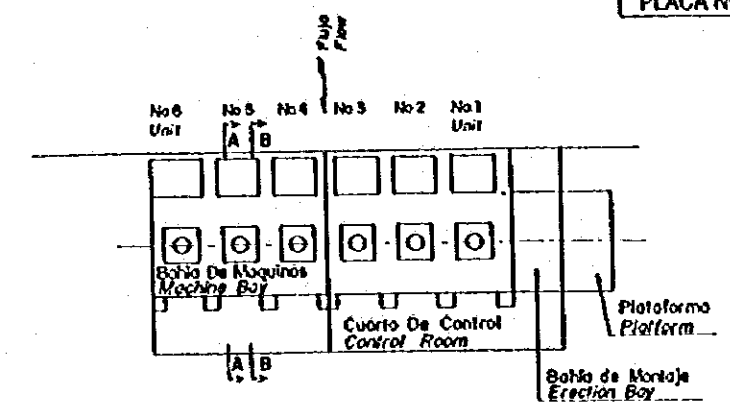 PLACA N
Flujo
Flow
No 6 No 5 No 4 No 3 No 2 No 1
Unit Unit
A B
Bahia De Maquinas
Machine Bay
Cuarto De Control
Control Room
Plataforma
Platform
A B
Bahia de Montaje
Erection Bay